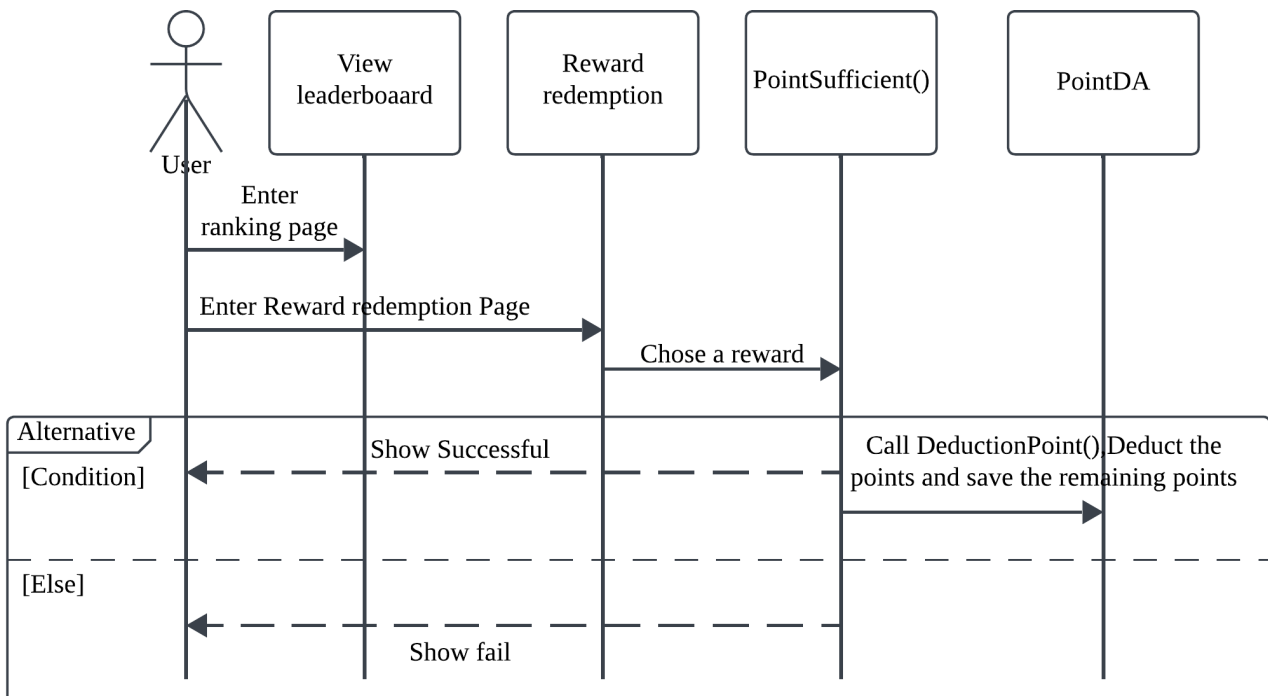 View
leaderboaard
Reward
redemption
PointSufficient()
PointDA
User
Enter
ranking page
Enter Reward redemption Page
Chose a reward
Alternative
[Condition]
Show Successful
Call DeductionPoint(),Deduct the
points and save the remaining points
[Else]
Show fail